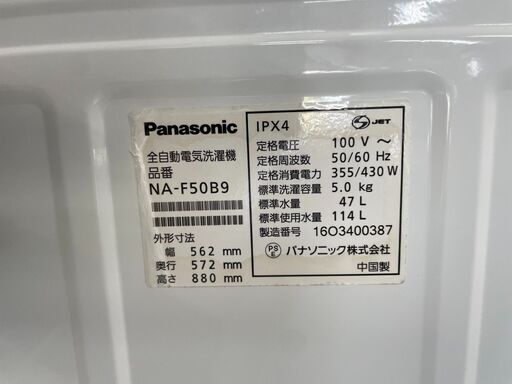 Panasonic
全自動電気洗濯機
品番
NA-F50B9
外形寸法
幅 562 mm
奥行 572 mm
高さ 880 mm
IPX4
S JET
定格電圧 100 V ～
定格周波数 50/60 Hz
定格消費電力 355/430 W
標準洗濯容量 5.0 kg
標準水量 47 L
標準使用水量 114 L
製造番号 16O3400387
PS E パナソニック株式会社
中国製